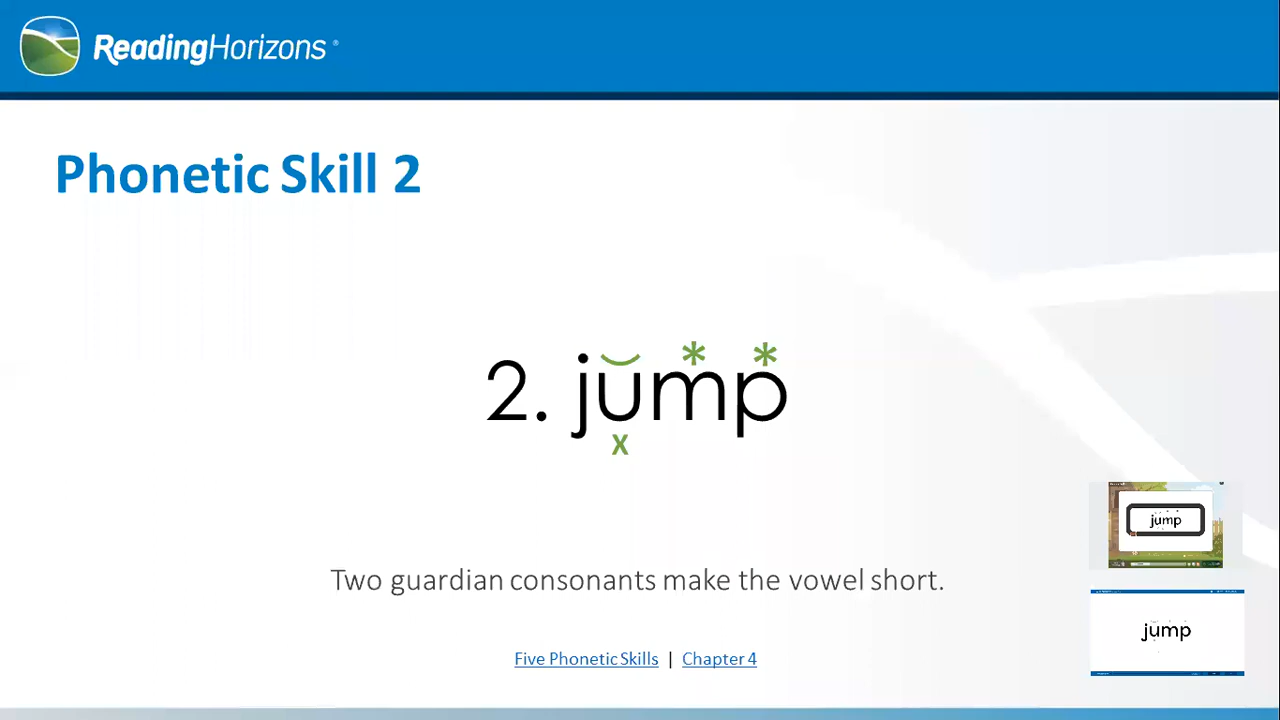 ReadingHorizons®
Phonetic Skill 2
2. jŭmp
* *
x
Two guardian consonants make the vowel short.
Five Phonetic Skills | Chapter 4
jump
jump